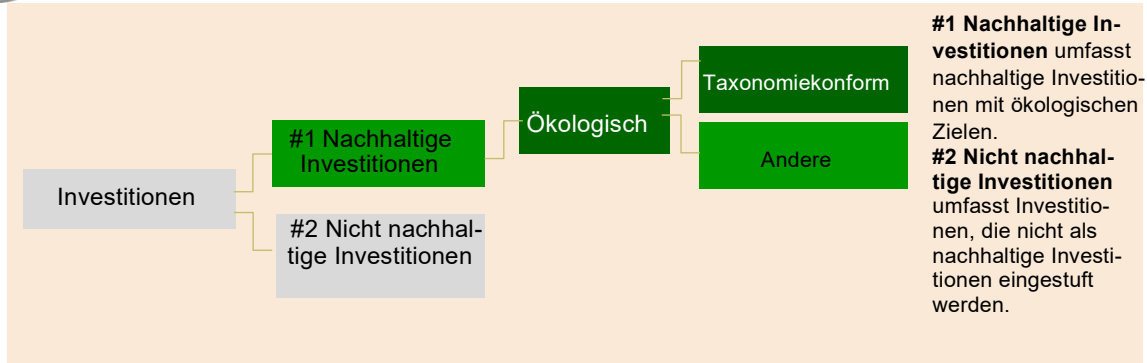 Investitionen
#1 Nachhaltige
Investitionen
#2 Nicht nachhal-
tige Investitionen
Ökologisch
Taxonomiekonform
Andere
#1 Nachhaltige In-
vestitionen umfasst
nachhaltige Investitio-
nen mit ökologischen
Zielen.
#2 Nicht nachhal-
tige Investitionen
umfasst Investitio-
nen, die nicht als
nachhaltige Investi-
tionen eingestuft
werden.